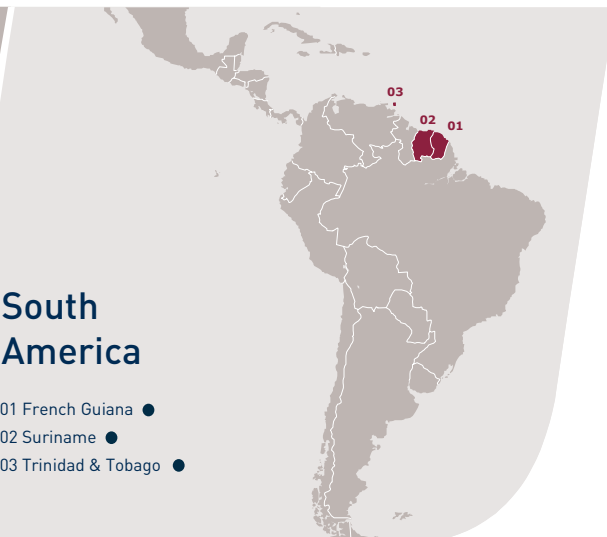 03
02
01
South
America
01 French Guiana
02 Suriname
03 Trinidad & Tobago